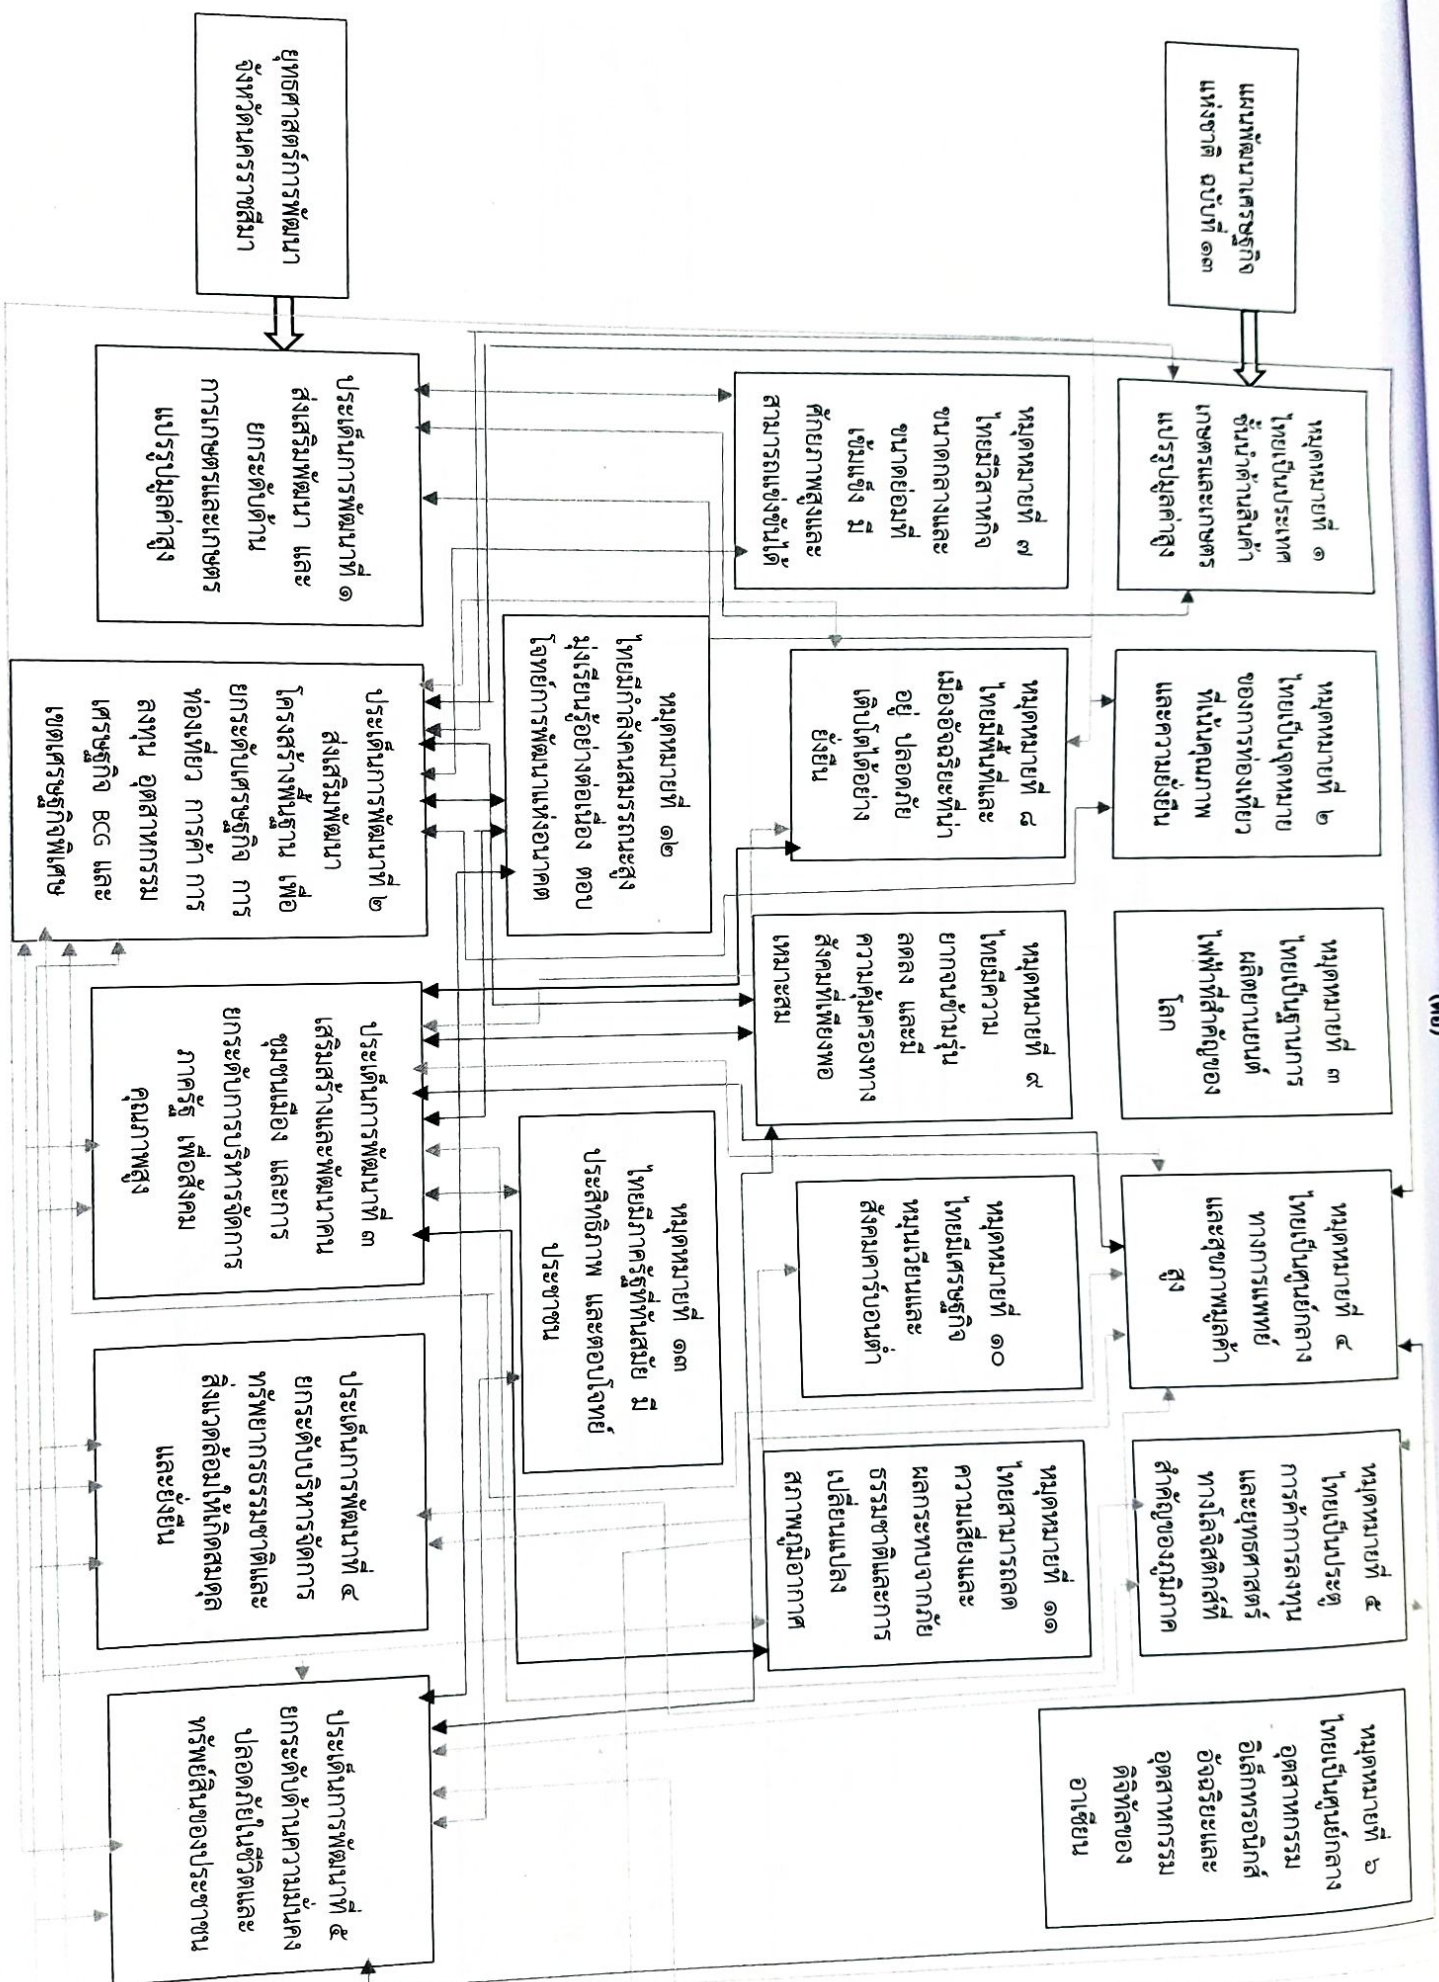 (ต่อ)
แผนพัฒนาเศรษฐกิจ
แห่งชาติ ฉบับที่ ๑๓
หมุดหมายที่ ๑
ไทยเป็นประเทศ
ชั้นนำด้านสินค้า
เกษตรและเกษตร
แปรรูปมูลค่าสูง
หมุดหมายที่ ๒
ไทยเป็นจุดหมาย
ของการท่องเที่ยว
ที่เน้นคุณภาพ
และความยั่งยืน
หมุดหมายที่ ๓
ไทยเป็นฐานการ
ผลิตยานยนต์
ไฟฟ้าที่สำคัญของ
โลก
หมุดหมายที่ ๔
ไทยเป็นศูนย์กลาง
ทางการแพทย์
และสุขภาพมูลค้า
สูง
หมุดหมายที่ ๕
ไทยเป็นประตู
การค้าการลงทุน
และยุทธศาสตร์
ทางโลจิสติกส์ที่
สำคัญของภูมิภาค
หมุดหมายที่ ๖
ไทยเป็นศูนย์กลาง
อุตสาหกรรม
อิเล็กทรอนิกส์
อัจฉริยะและ
อุตสาหกรรม
ดิจิทัลของ
อาเซียน
หมุดหมายที่ ๗
ไทยมีวิสาหกิจ
ขนาดกลางและ
ขนาดย่อมที่
เข้มแข็ง มี
ศักยภาพสูงและ
สามารถแข่งขันได้
หมุดหมายที่ ๘
ไทยมีพื้นที่และ
เมืองอัจฉริยะที่น่า
อยู่ ปลอดภัย
เติบโตได้อย่าง
ยั่งยืน
หมุดหมายที่ ๙
ไทยมีความ
ยากจนข้ามรุ่น
ลดลง และมี
ความคุ้มครองทาง
สังคมที่เพียงพอ
เหมาะสม
หมุดหมายที่ ๑๐
ไทยมีเศรษฐกิจ
หมุนเวียนและ
สังคมคาร์บอนต่ำ
หมุดหมายที่ ๑๑
ไทยสามารถลด
ความเสี่ยงและ
ผลกระทบจากภัย
ธรรมชาติและการ
เปลี่ยนแปลง
สภาพภูมิอากาศ
หมุดหมายที่ ๑๒
ไทยมีกำลังคนสมรรถนะสูง
มุ่งเรียนรู้อย่างต่อเนื่อง ตอบ
โจทย์การพัฒนาแห่งอนาคต
หมุดหมายที่ ๑๓
ไทยมีภาครัฐที่ทันสมัย มี
ประสิทธิภาพ และตอบโจทย์
ประชาชน
ยุทธศาสตร์การพัฒนา
จังหวัดนครราชสีมา
ประเด็นการพัฒนาที่ ๑
ส่งเสริมพัฒนา และ
ยกระดับด้าน
การเกษตรและเกษตร
แปรรูปมูลค่าสูง
ประเด็นการพัฒนาที่ ๒
ส่งเสริมพัฒนา
โครงสร้างพื้นฐาน เพื่อ
ยกระดับเศรษฐกิจ การ
ท่องเที่ยว การค้า การ
ลงทุน อุตสาหกรรม
เศรษฐกิจ BCG และ
เขตเศรษฐกิจพิเศษ
ประเด็นการพัฒนาที่ ๓
เสริมสร้างและพัฒนาคน
ชุมชนเมือง และการ
ยกระดับการบริหารจัดการ
ภาครัฐ เพื่อสังคม
คุณภาพสูง
ประเด็นการพัฒนาที่ ๔
ยกระดับบริหารจัดการ
ทรัพยากรธรรมชาติและ
สิ่งแวดล้อมให้เกิดสมดุล
และยั่งยืน
ประเด็นการพัฒนาที่ ๕
ยกระดับด้านความมั่นคง
ปลอดภัยในชีวิตและ
ทรัพย์สินของประชาชน